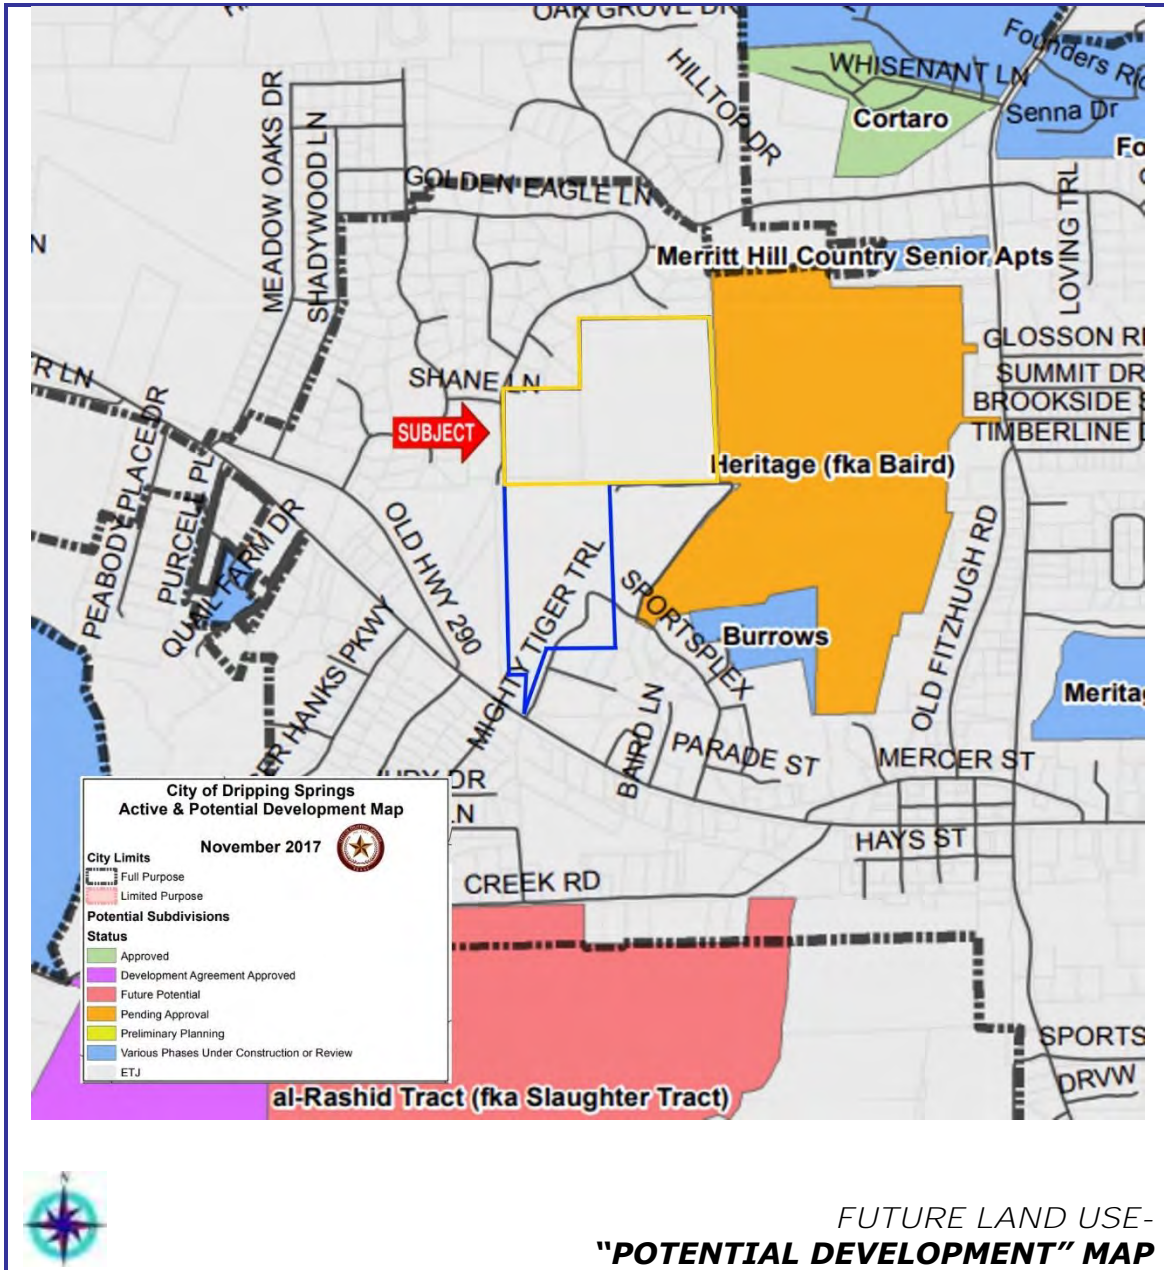 OAK GROVE DR
HILLTOP DR
WHISENANT LN
Founders Ri
Cortaro
Senna Dr
Fo
MEADOW OAKS DR
SHADYWOOD LN
GOLDEN EAGLE LN
LOVING TRL
N
Merritt Hill Country Senior Apts
GLOSSON R
SUMMIT DR
BROOKSIDE
TIMBERLINE
R LN
SHANE LN
SUBJECT
PEABODY PLACE DR
PURCELL PL
QUAIL FARM DR
OLD HWY 290
Heritage (fka Baird)
OLD FITZHUGH RD
MIGHTY TIGER TRL
SPORTSPLEX
Burrows
ER HANKS PKWY
Merita
BAIRD LN
PARADE ST
MERCER ST
HAYS ST
CREEK RD
DR
LN
City of Dripping Springs
Active & Potential Development Map
November 2017
City Limits
Full Purpose
Limited Purpose
Potential Subdivisions
Status
Approved
Development Agreement Approved
Future Potential
Pending Approval
Preliminary Planning
Various Phases Under Construction or Review
ETJ
SPORTS
DRVW
al-Rashid Tract (fka Slaughter Tract)
N
FUTURE LAND USE-
“POTENTIAL DEVELOPMENT” MAP